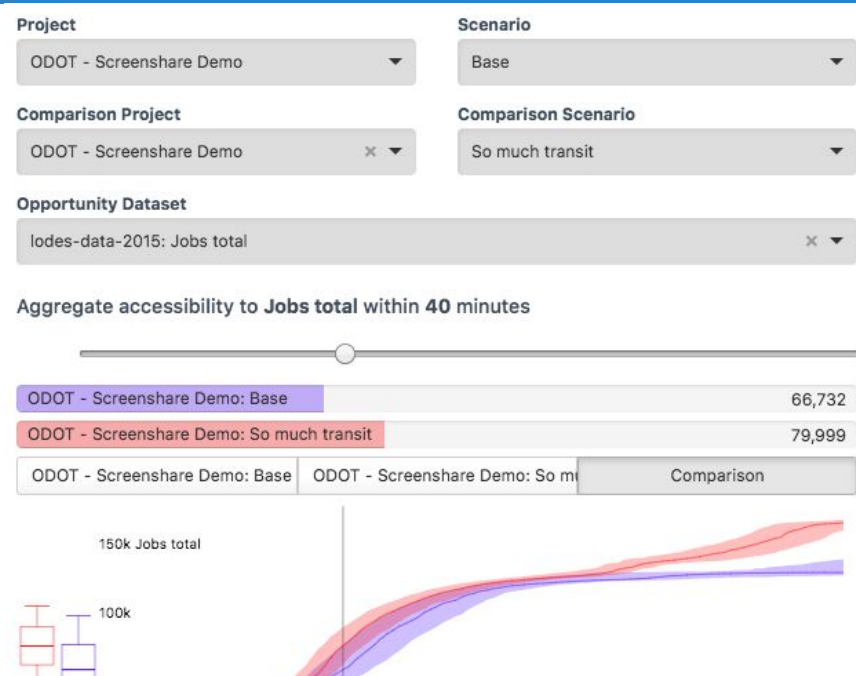 Project
Scenario
ODOT - Screenshare Demo
Base
Comparison Project
Comparison Scenario
ODOT - Screenshare Demo
So much transit
Opportunity Dataset
lodes-data-2015: Jobs total
Aggregate accessibility to Jobs total within 40 minutes
ODOT - Screenshare Demo: Base 66,732
ODOT - Screenshare Demo: So much transit 79,999
ODOT - Screenshare Demo: Base
ODOT - Screenshare Demo: So mu
Comparison
150k Jobs total
100k